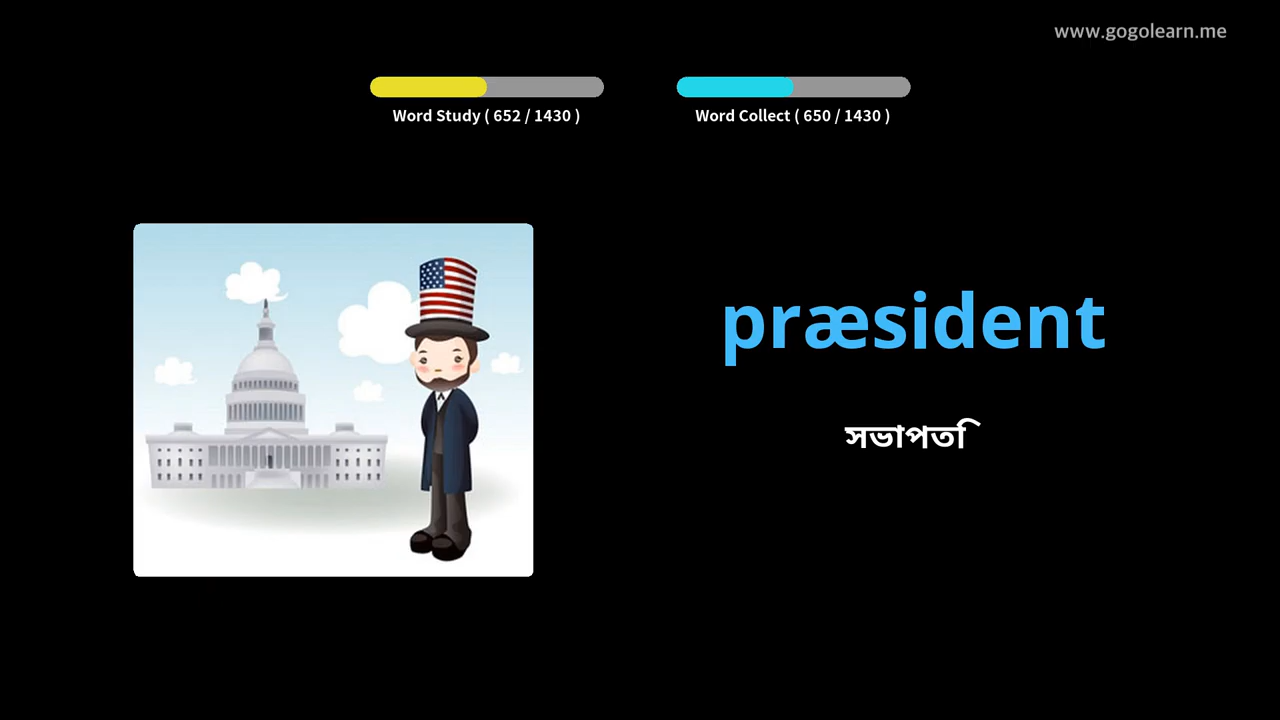 www.gogolearn.me
Word Study ( 652 / 1430 )
Word Collect ( 650 / 1430 )
præsident
সভাপতি